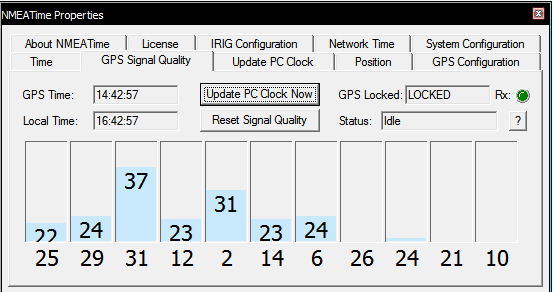 NMEATime Properties
About NMEATime License IRIG Configuration Network Time System Configuration
Time GPS Signal Quality Update PC Clock Position GPS Configuration
GPS Time: 14:42:57 Update PC Clock Now GPS Locked: LOCKED Rx:
Local Time: 16:42:57 Reset Signal Quality Status: Idle ?
22 24 37 23 31 23 24
25 29 31 12 2 14 6 26 24 21 10